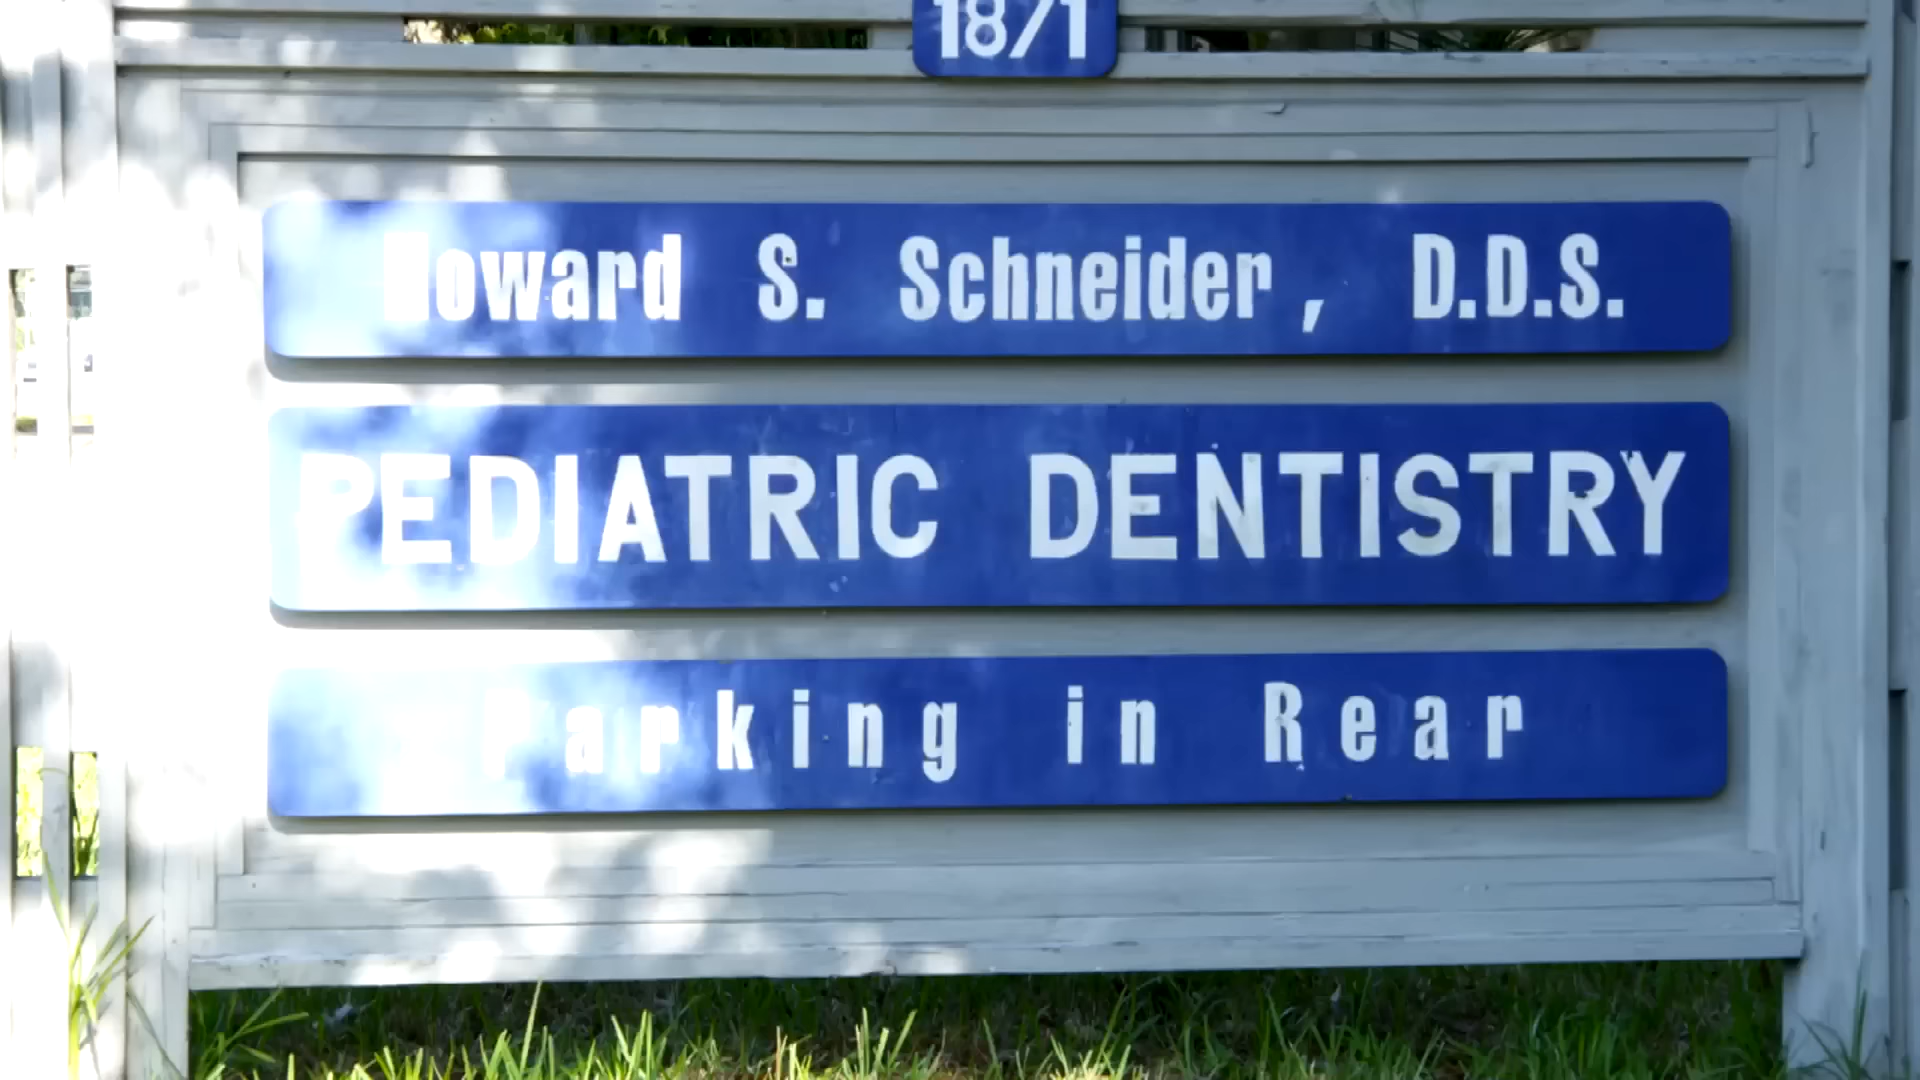 1871
Howard S. Schneider, D.D.S.
PEDIATRIC DENTISTRY
Parking in Rear